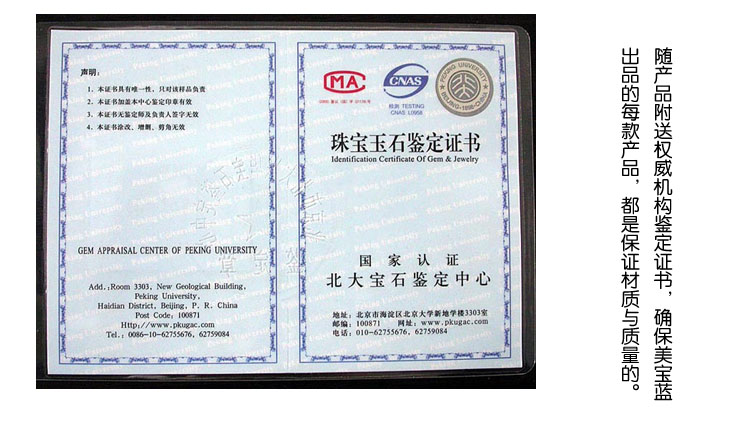 声明：
1、本证书具有唯一性，只对该样品负责
2、本证书加盖本中心鉴定印章有效
3、本证书无鉴定师及负责人签字无效
4、本证书涂改、增删、剪角无效
GEM APPRAISAL CENTER OF PEKING UNIVERSITY
Add.:Room 3303, New Geological Building,
Peking University,
Haidian District, Beijing, P. R. China
Post Code: 100871
Http://www.pkugac.com
Tel.: 0086-10-62755676, 62759084
MA
CNAS
检测 TESTING
CNAS L0958
PEKING UNIVERSITY
BEIJING·1898·CHINA
珠宝玉石鉴定证书
Identification Certificate Of Gem & Jewelry
国家认证
北大宝石鉴定中心
地址：北京市海淀区北京大学新地学楼3303室
邮编：100871 网址：www.pkugac.com
电话：010-62755676, 62759084
随产品附送权威机构鉴定证书，确保美宝蓝
出品的每款产品，都是保证材质与质量的。